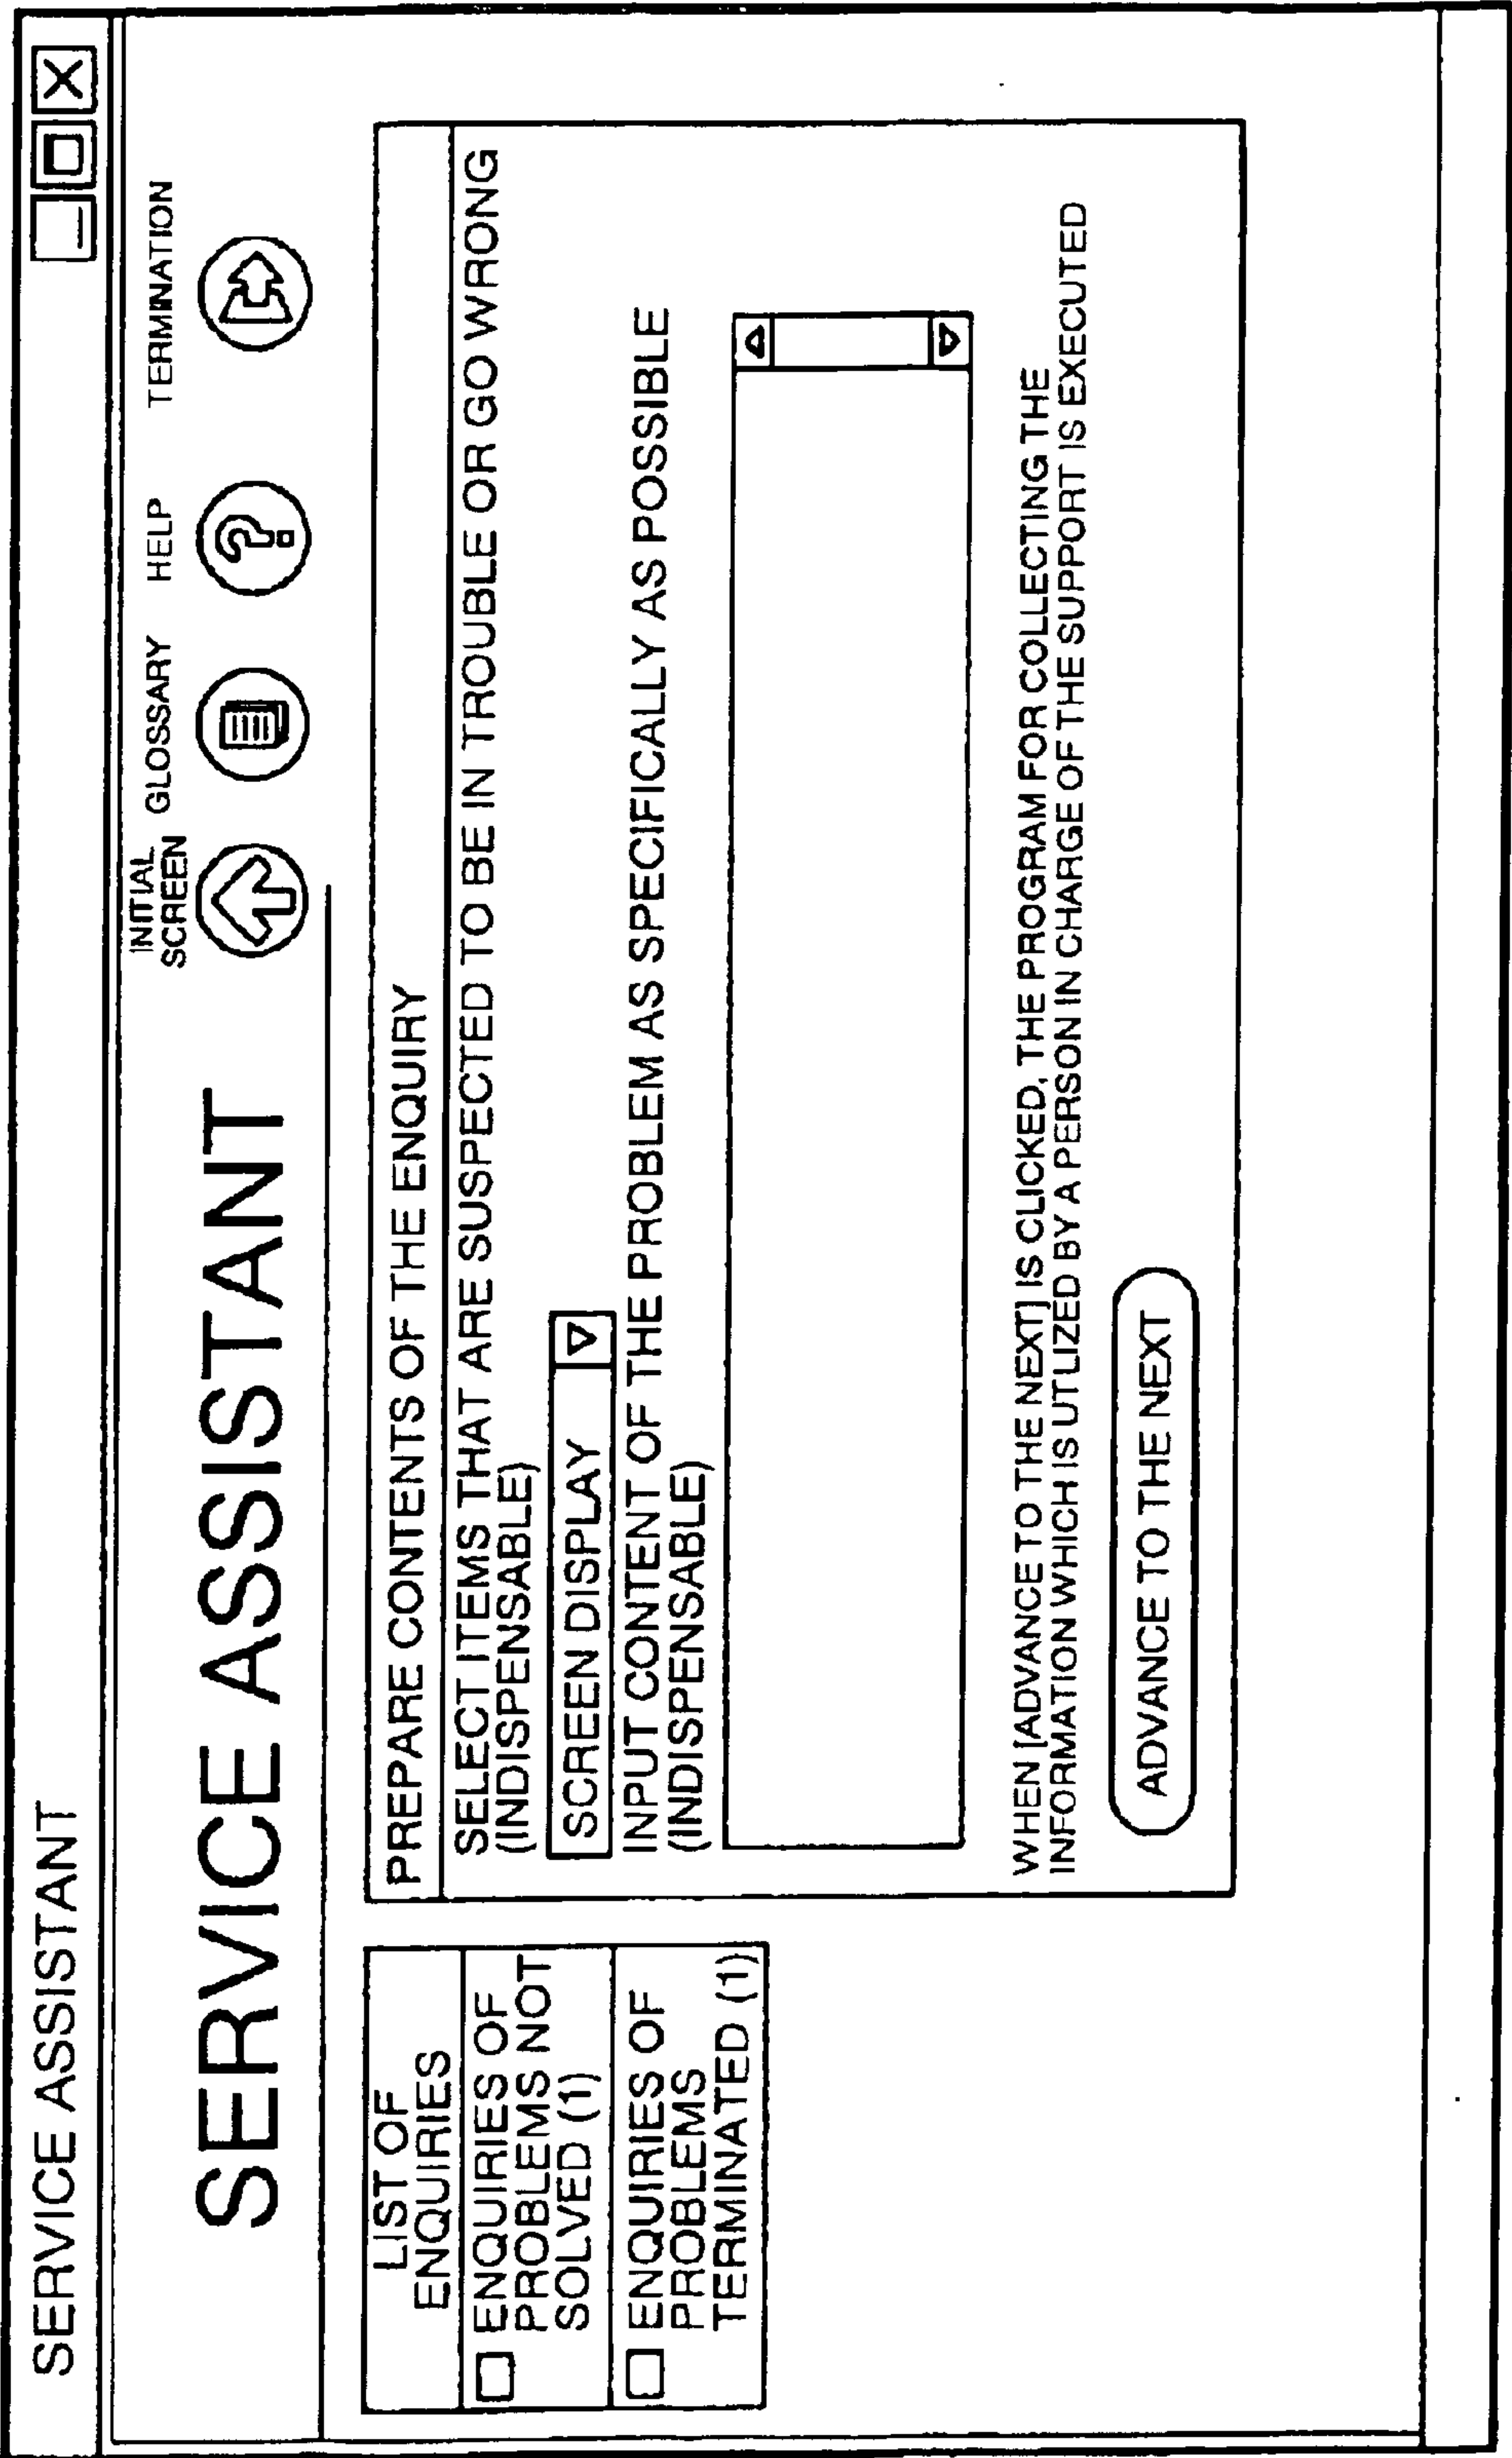 SERVICE ASSISTANT
SERVICE ASSISTANT
INITIAL
SCREEN
GLOSSARY
HELP
TERMINATION
LIST OF
ENQUIRIES
ENQUIRIES OF
PROBLEMS NOT
SOLVED (1)
ENQUIRIES OF
PROBLEMS
TERMINATED (1)
PREPARE CONTENTS OF THE ENQUIRY
SELECT ITEMS THAT ARE SUSPECTED TO BE IN TROUBLE OR GO WRONG
(INDISPENSABLE)
SCREEN DISPLAY
INPUT CONTENT OF THE PROBLEM AS SPECIFICALLY AS POSSIBLE
(INDISPENSABLE)
WHEN [ADVANCE TO THE NEXT] IS CLICKED, THE PROGRAM FOR COLLECTING THE
INFORMATION WHICH IS UTLIZED BY A PERSON IN CHARGE OF THE SUPPORT IS EXECUTED
ADVANCE TO THE NEXT